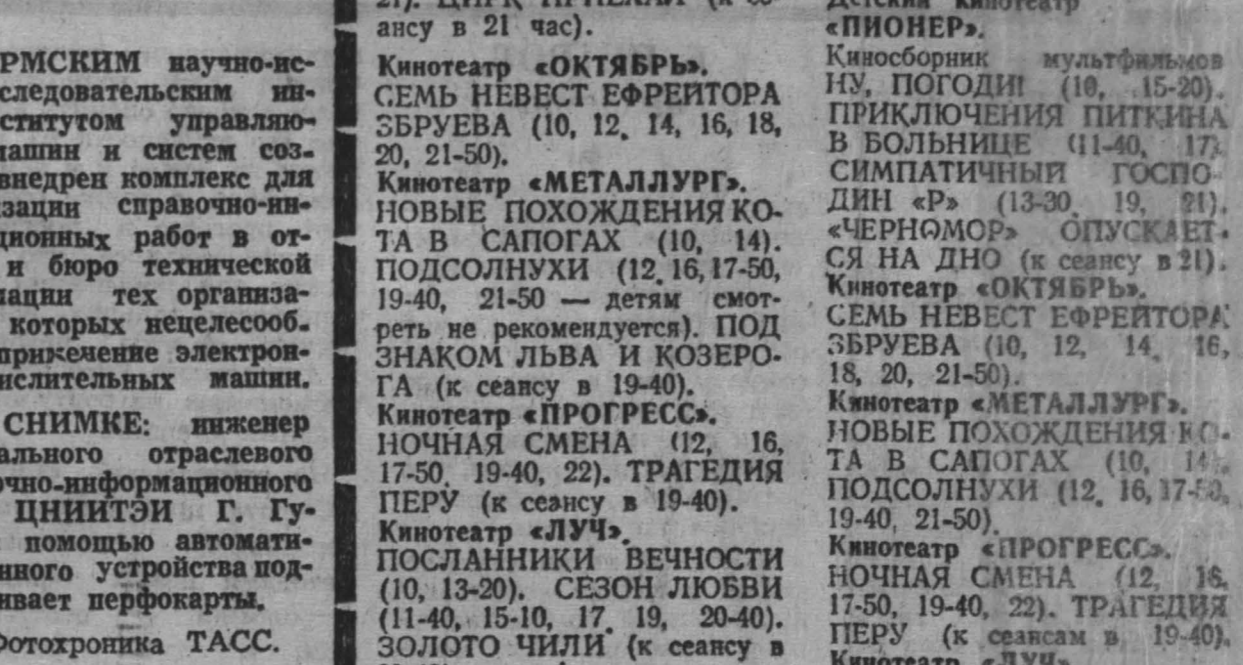 РМСКИМ научно-ис-
следовательским ин-
ститутом управляю-
машин и систем соз-
внедрен комплекс для
зации справочно-ин-
ционных работ в от-
и бюро технической
мации тех организа-
которых нецелесооб-
применение электрон-
ислительных машин.
СНИМКЕ: инженер
ального отраслевого
очно-информационного
ЦНИИТЭИ Г. Гу-
помощью автомати-
нного устройства под-
ивает перфокарты.
Фотохроника ТАСС.
21). ЦИРК ПРИЕХАЛ (к се-
ансу в 21 час).
Кинотеатр «ОКТЯБРЬ».
СЕМЬ НЕВЕСТ ЕФРЕЙТОРА
ЗБРУЕВА (10, 12, 14, 16, 18,
20, 21-50).
Кинотеатр «МЕТАЛЛУРГ».
НОВЫЕ ПОХОЖДЕНИЯ КО-
ТА В САПОГАХ (10, 14).
ПОДСОЛНУХИ (12, 16, 17-50,
19-40, 21-50 — детям смот-
реть не рекомендуется). ПОД
ЗНАКОМ ЛЬВА И КОЗЕРО-
ГА (к сеансу в 19-40).
Кинотеатр «ПРОГРЕСС».
НОЧНАЯ СМЕНА (12, 16,
17-50, 19-40, 22). ТРАГЕДИЯ
ПЕРУ (к сеансу в 19-40).
Кинотеатр «ЛУЧ».
ПОСЛАННИКИ ВЕЧНОСТИ
(10, 13-20). СЕЗОН ЛЮБВИ
(11-40, 15-10, 17, 19, 20-40).
ЗОЛОТО ЧИЛИ (к сеансу в
Детский кинотеатр
«ПИОНЕР».
Киносборник мультфильмов
НУ, ПОГОДИ! (10, 15-20).
ПРИКЛЮЧЕНИЯ ПИТКИНА
В БОЛЬНИЦЕ (11-40, 17).
СИМПАТИЧНЫЙ ГОСПО-
ДИН «Р» (13-30, 19, 21).
«ЧЕРНОМОР» ОПУСКАЕТ-
СЯ НА ДНО (к сеансу в 21).
Кинотеатр «ОКТЯБРЬ».
СЕМЬ НЕВЕСТ ЕФРЕЙТОРА
ЗБРУЕВА (10, 12, 14, 16,
18, 20, 21-50).
Кинотеатр «МЕТАЛЛУРГ».
НОВЫЕ ПОХОЖДЕНИЯ КО-
ТА В САПОГАХ (10, 14).
ПОДСОЛНУХИ (12, 16, 17-50,
19-40, 21-50).
Кинотеатр «ПРОГРЕСС».
НОЧНАЯ СМЕНА (12, 16,
17-50, 19-40, 22). ТРАГЕДИЯ
ПЕРУ (к сеансам в 19-40).
Кинотеатр «ЛУЧ».